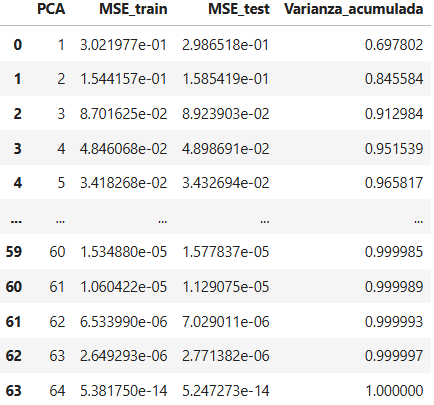 PCA MSE_train MSE_test Varianza_acumulada
0 1 3.021977e-01 2.986518e-01 0.697802
1 2 1.544157e-01 1.585419e-01 0.845584
2 3 8.701625e-02 8.923903e-02 0.912984
3 4 4.846068e-02 4.898691e-02 0.951539
4 5 3.418268e-02 3.432694e-02 0.965817
... ... ... ... ...
59 60 1.534880e-05 1.577837e-05 0.999985
60 61 1.060422e-05 1.129075e-05 0.999989
61 62 6.533990e-06 7.029011e-06 0.999993
62 63 2.649293e-06 2.771382e-06 0.999997
63 64 5.381750e-14 5.247273e-14 1.000000